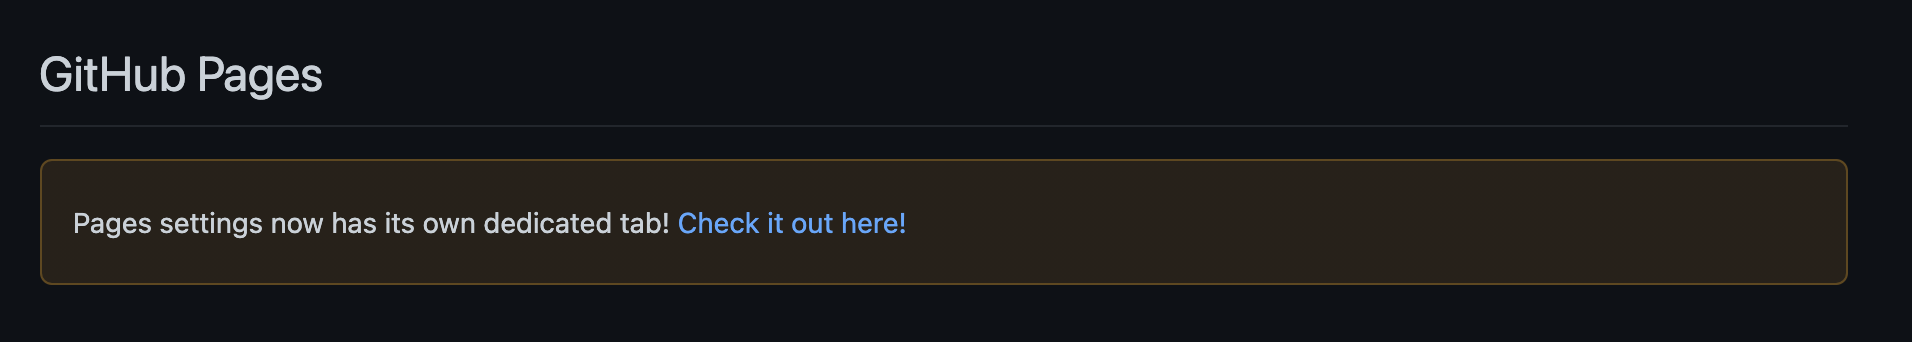 GitHub Pages
Pages settings now has its own dedicated tab! Check it out here!